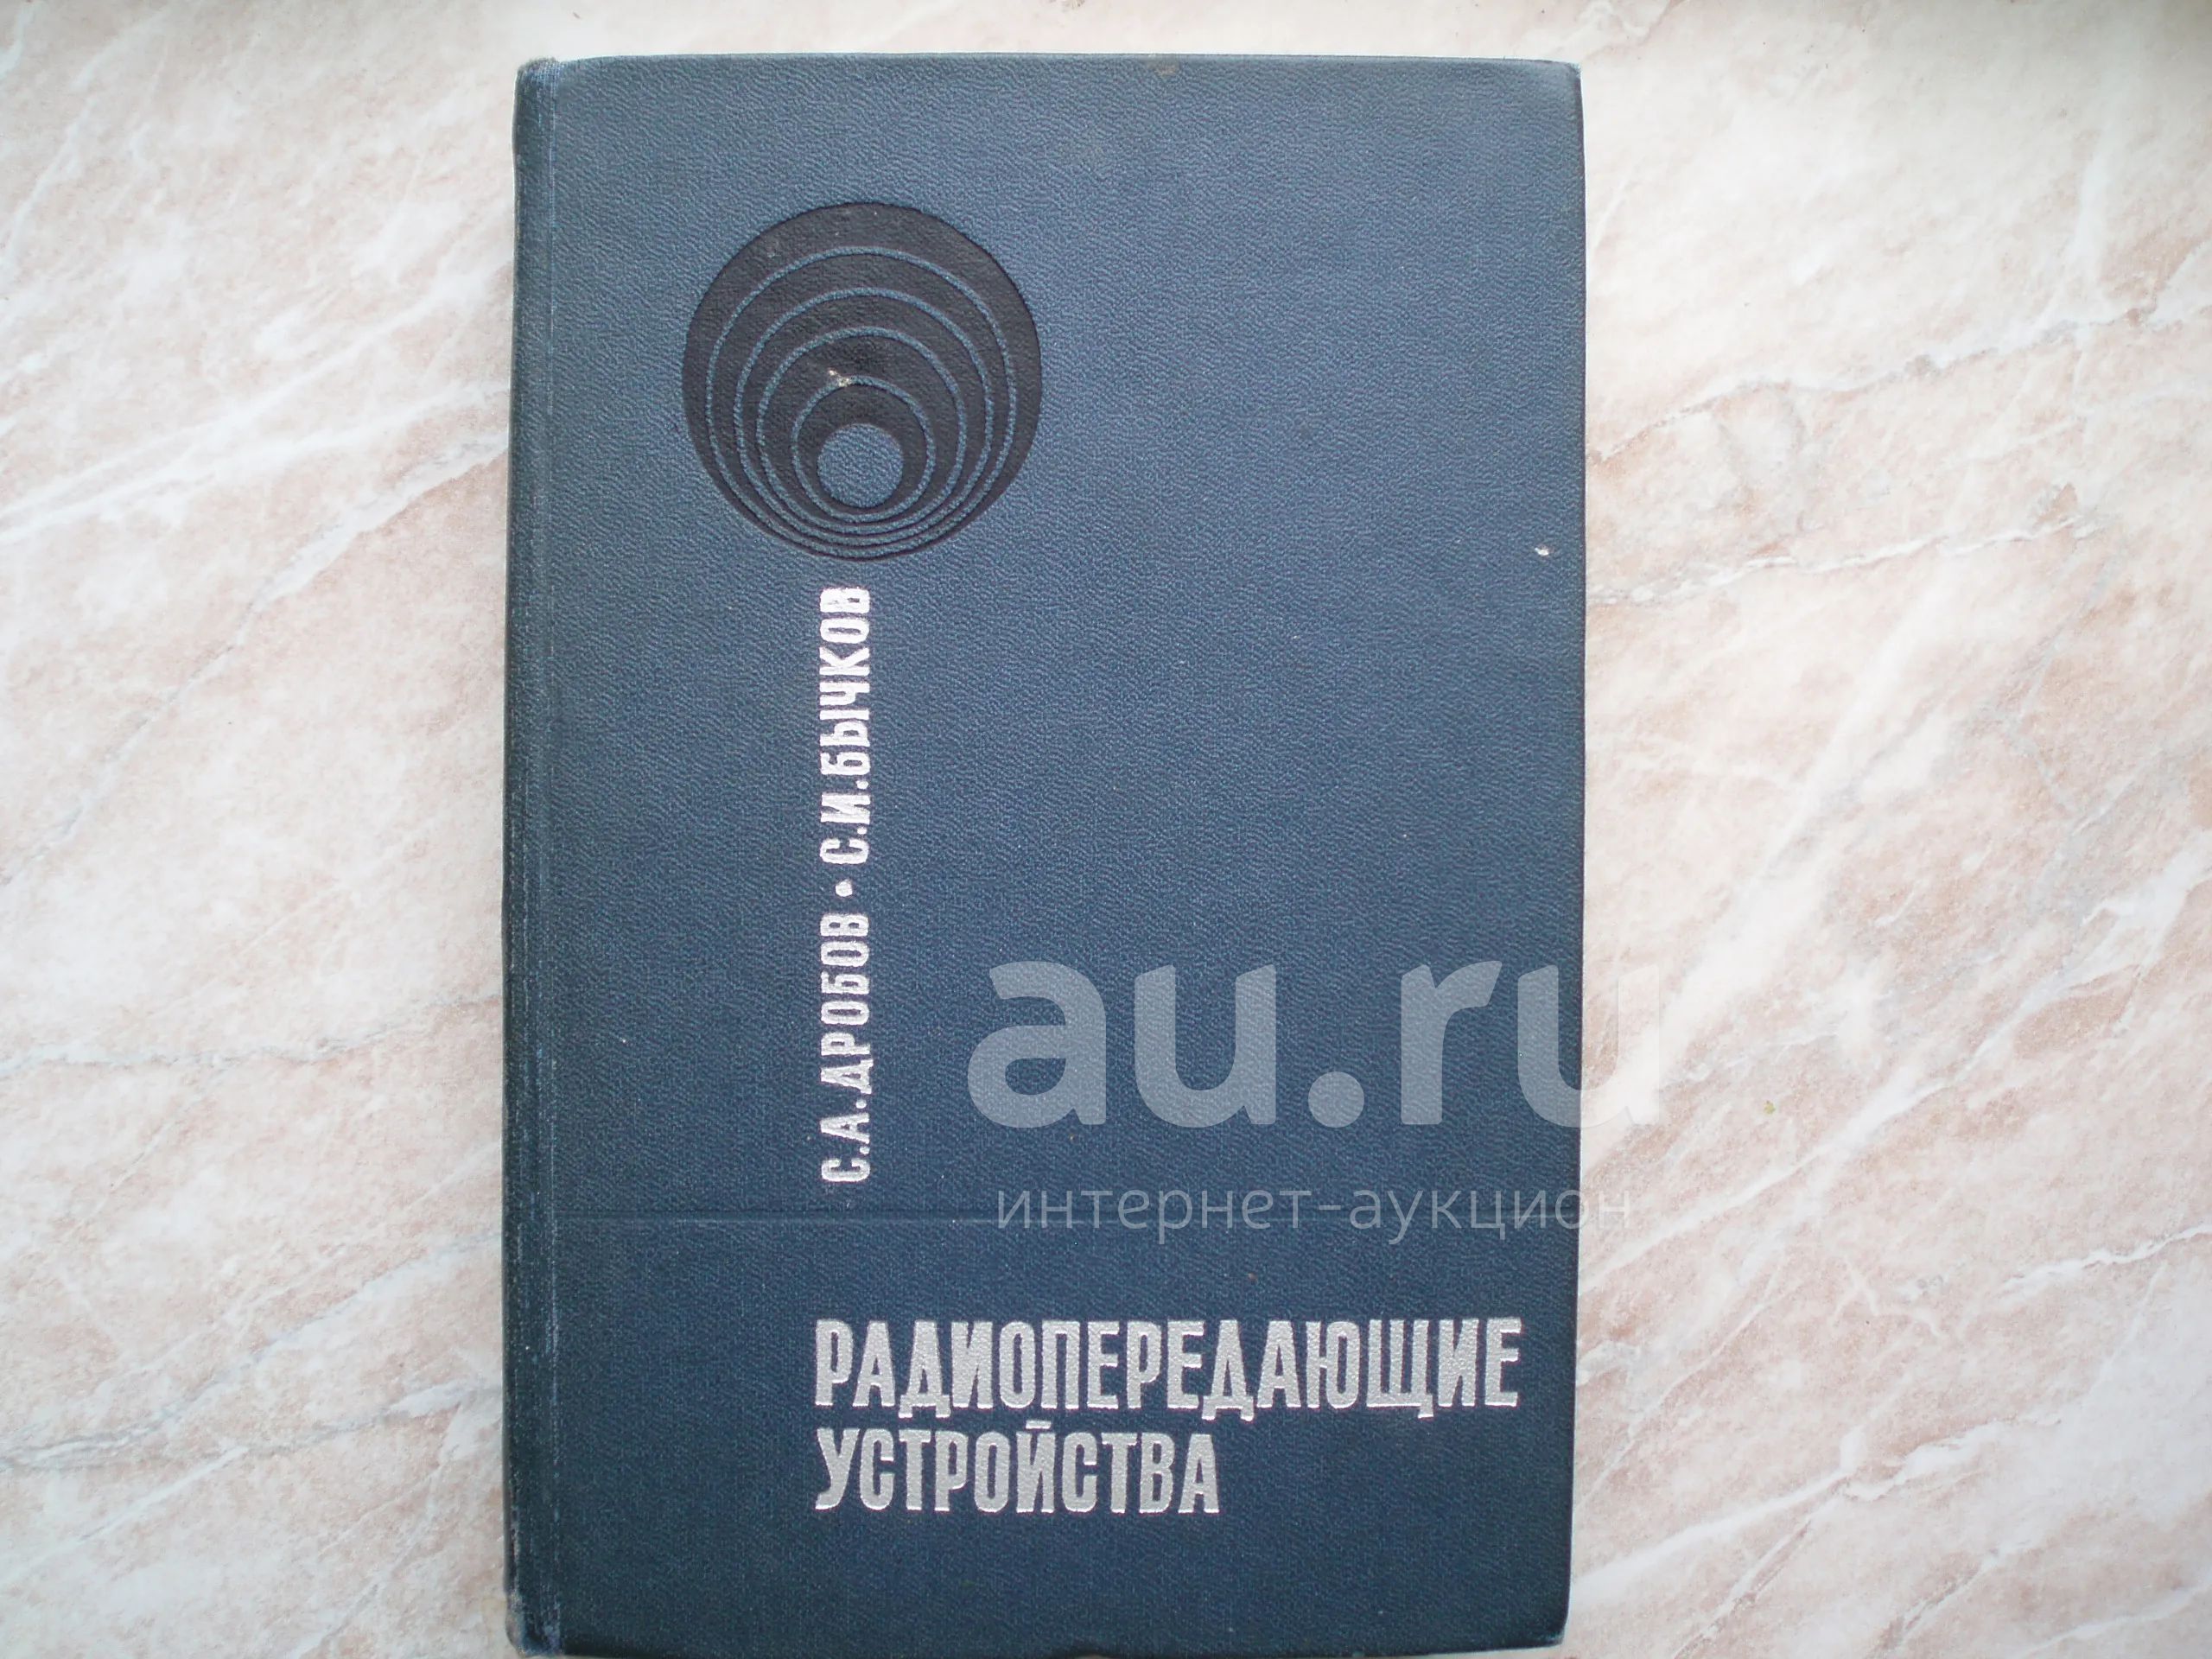 С.А.ДРОБОВ • С.И.БЫЧКОВ
au.ru
интернет-аукцион
РАДИОПЕРЕДАЮЩИЕ
УСТРОЙСТВА